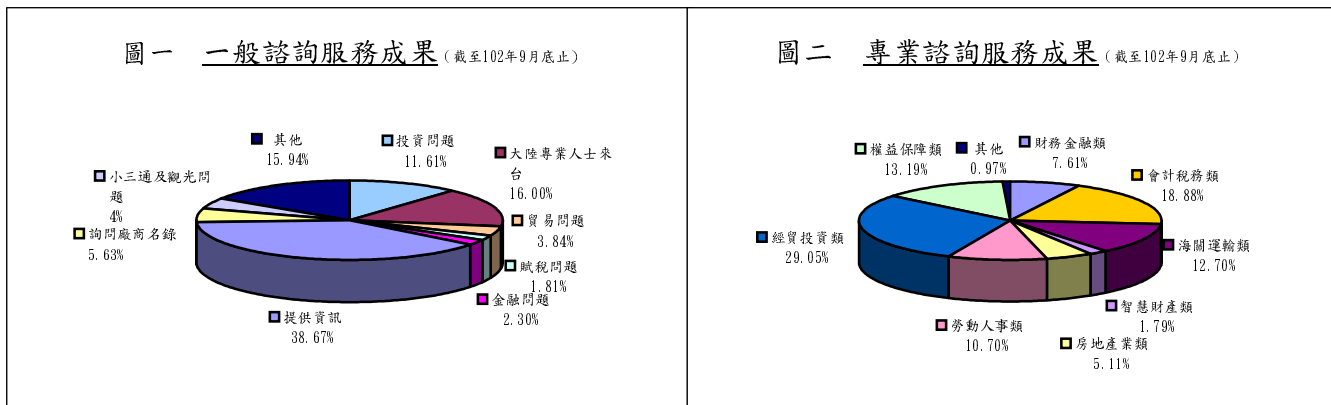 圖一 一般諮詢服務成果(截至102年9月底止)
其他
15.94%
投資問題
11.61%
大陸專業人士來
台
16.00%
貿易問題
3.84%
賦稅問題
1.81%
金融問題
2.30%
提供資訊
38.67%
詢問廠商名錄
5.63%
小三通及觀光問
題
4%
圖二 專業諮詢服務成果(截至102年9月底止)
其他
0.97%
財務金融類
7.61%
會計稅務類
18.88%
海關運輸類
12.70%
智慧財產類
1.79%
房地產業類
5.11%
勞動人事類
10.70%
經貿投資類
29.05%
權益保障類
13.19%